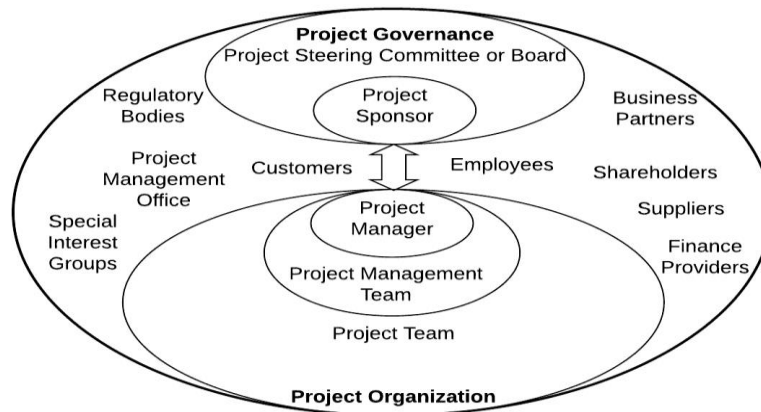 Project Governance
Project Steering Committee or Board
Project
Sponsor
Regulatory
Bodies
Business
Partners
Project
Management
Office
Customers
Employees
Shareholders
Special
Interest
Groups
Suppliers
Finance
Providers
Project
Manager
Project Management
Team
Project Team
Project Organization